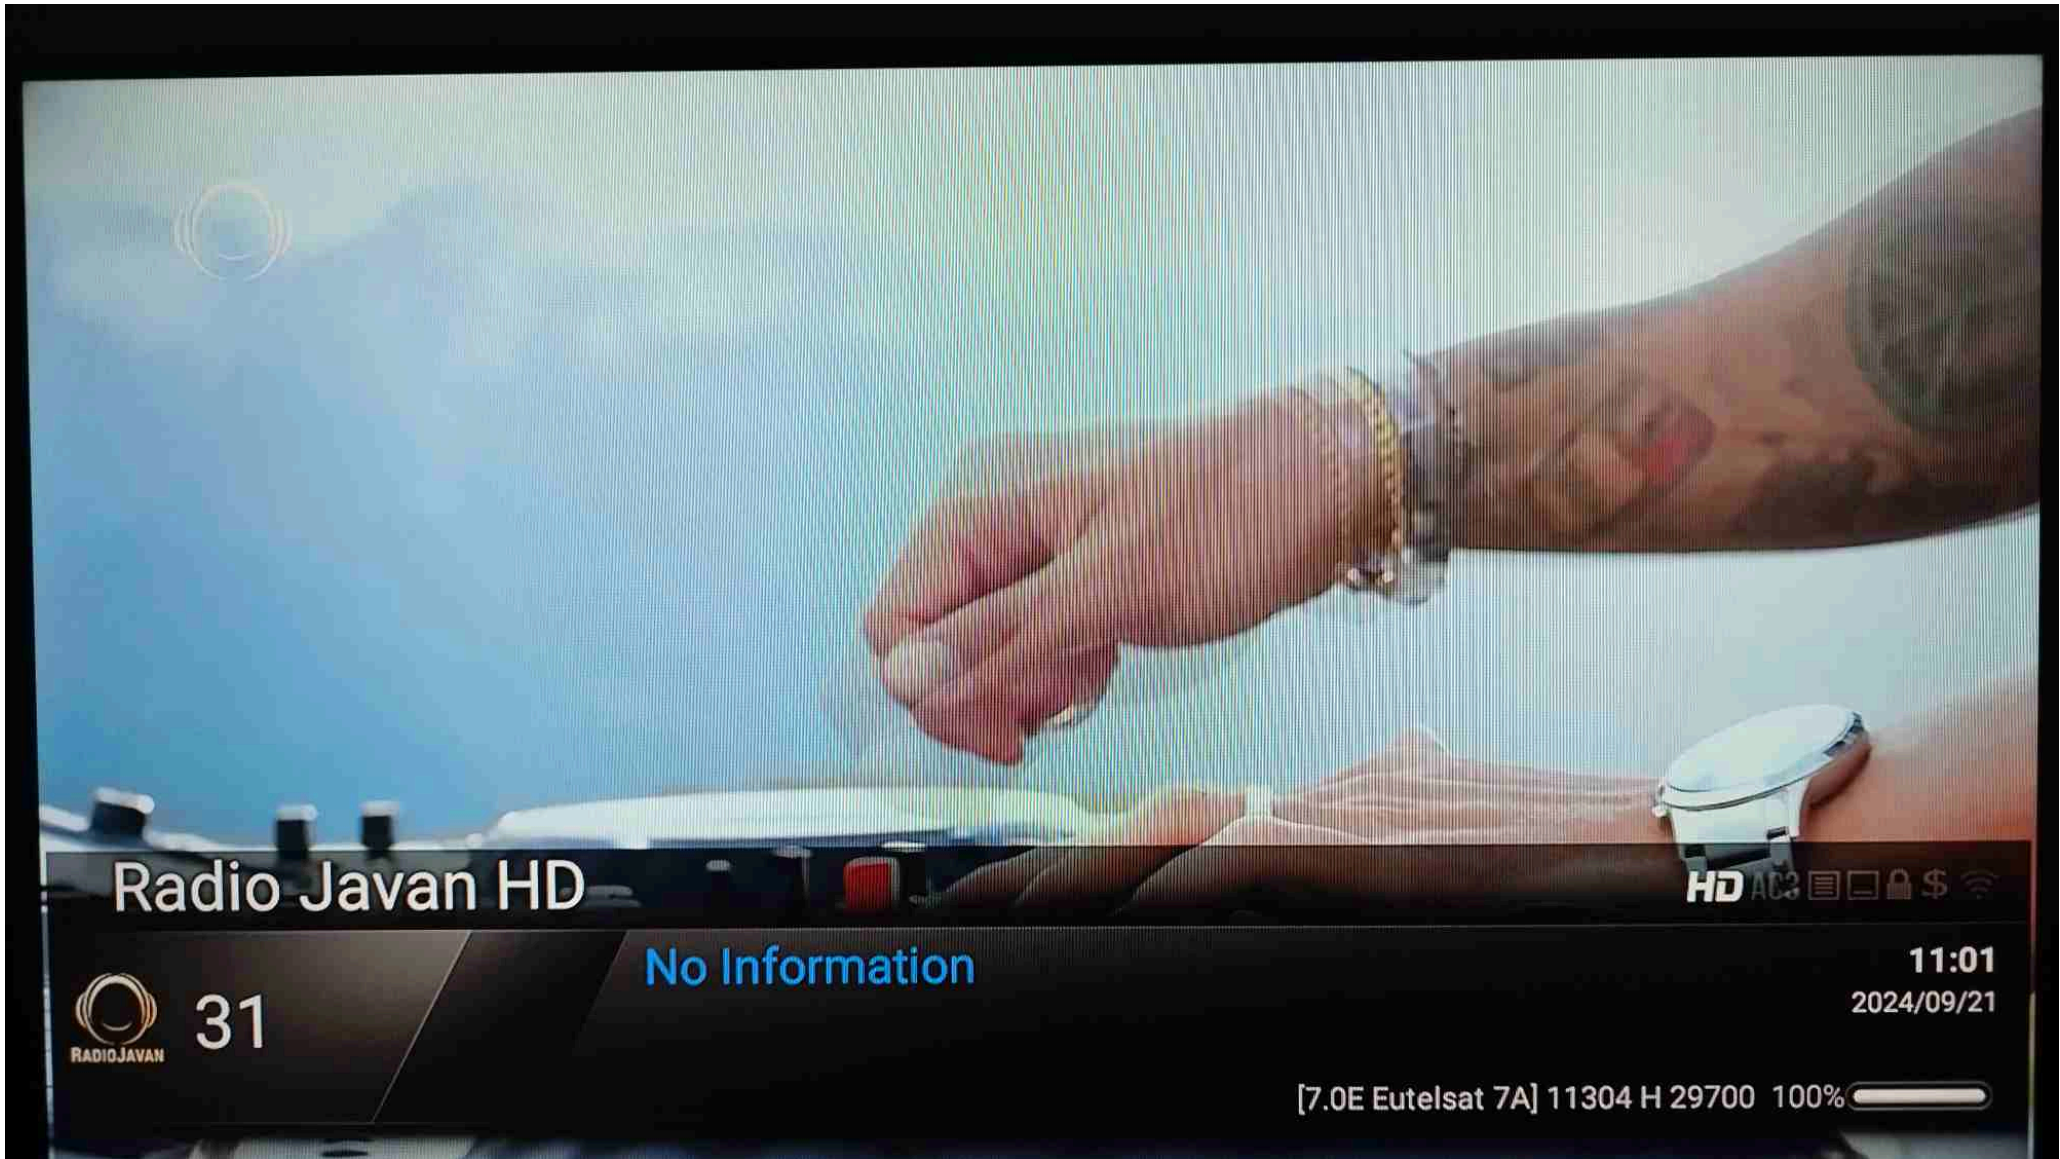 Radio Javan HD
HD AC3 $
No Information
11:01
2024/09/21
31
RADIOJAVAN
[7.0E Eutelsat 7A] 11304 H 29700 100%